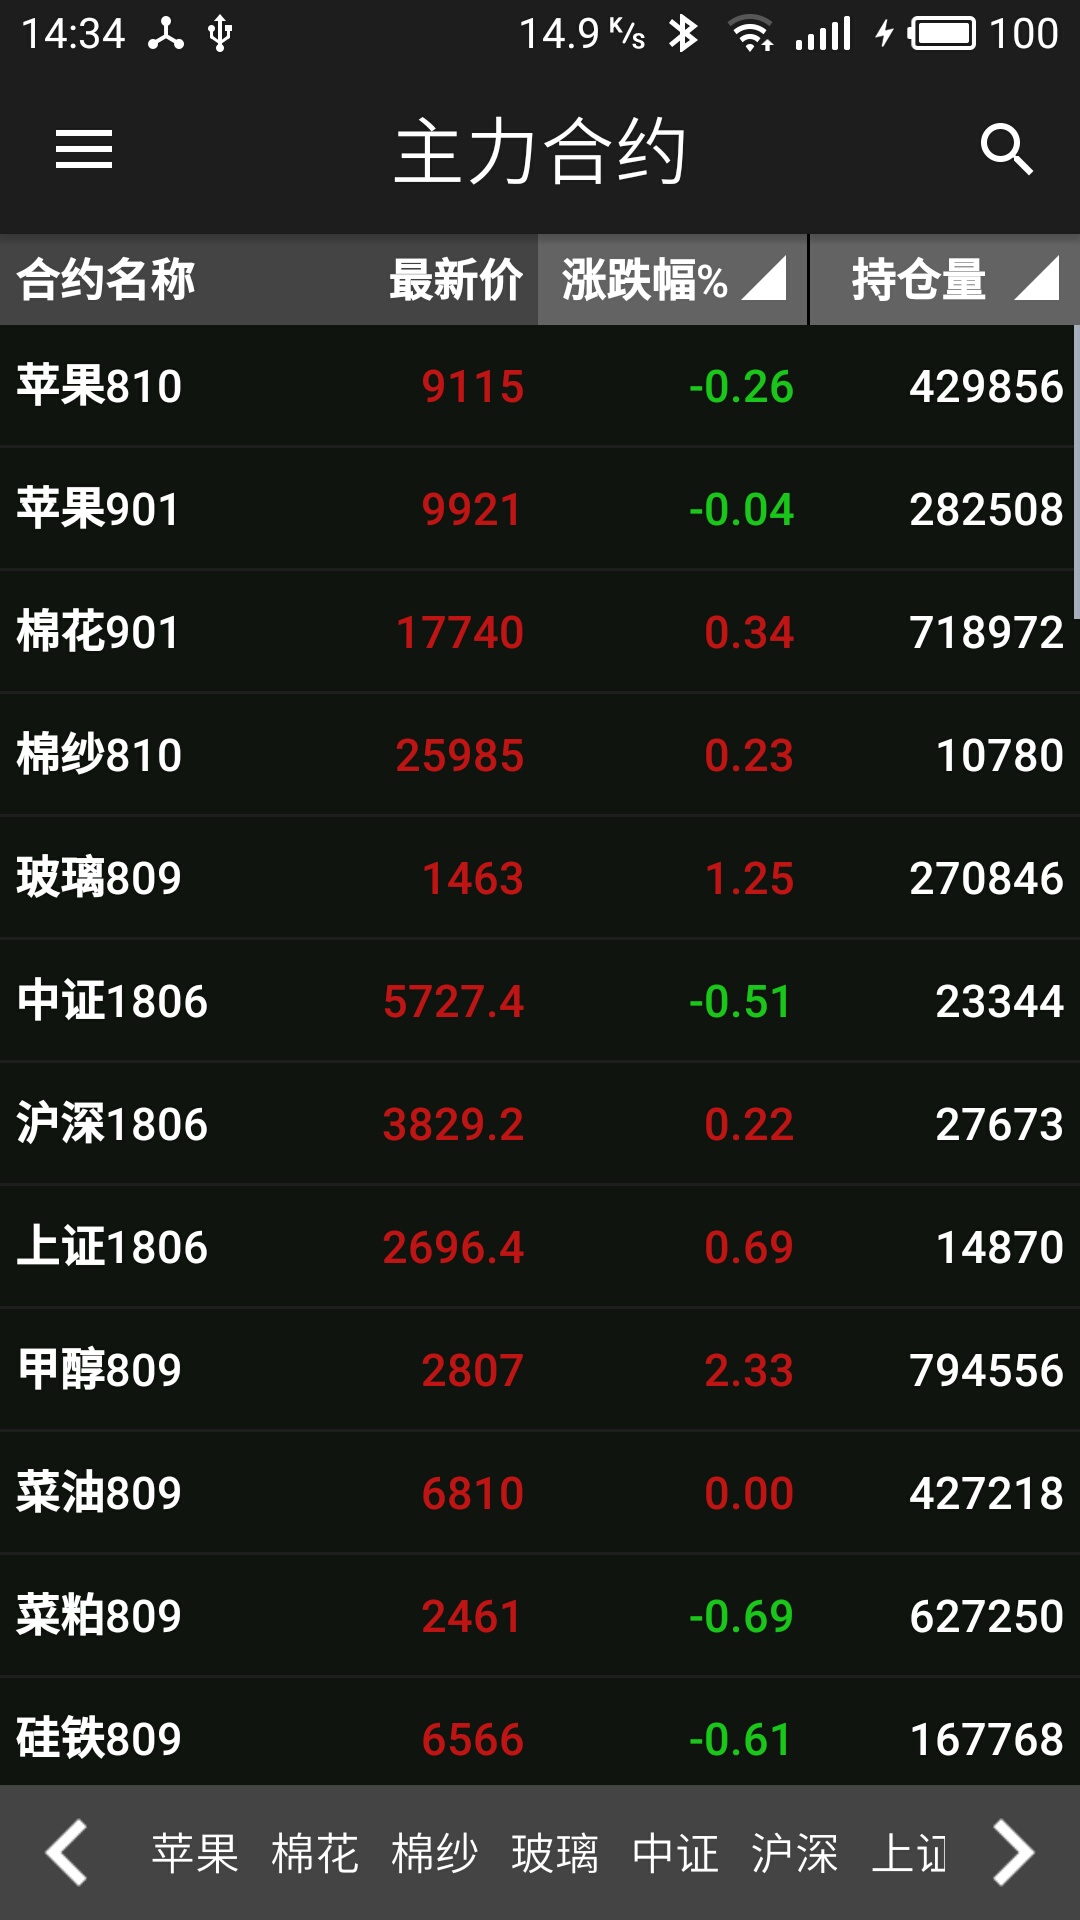 14:34 14.9 K/s 100
主力合约
合约名称 最新价 涨跌幅% 持仓量
苹果810 9115 -0.26 429856
苹果901 9921 -0.04 282508
棉花901 17740 0.34 718972
棉纱810 25985 0.23 10780
玻璃809 1463 1.25 270846
中证1806 5727.4 -0.51 23344
沪深1806 3829.2 0.22 27673
上证1806 2696.4 0.69 14870
甲醇809 2807 2.33 794556
菜油809 6810 0.00 427218
菜粕809 2461 -0.69 627250
硅铁809 6566 -0.61 167768
苹果 棉花 棉纱 玻璃 中证 沪深 上证